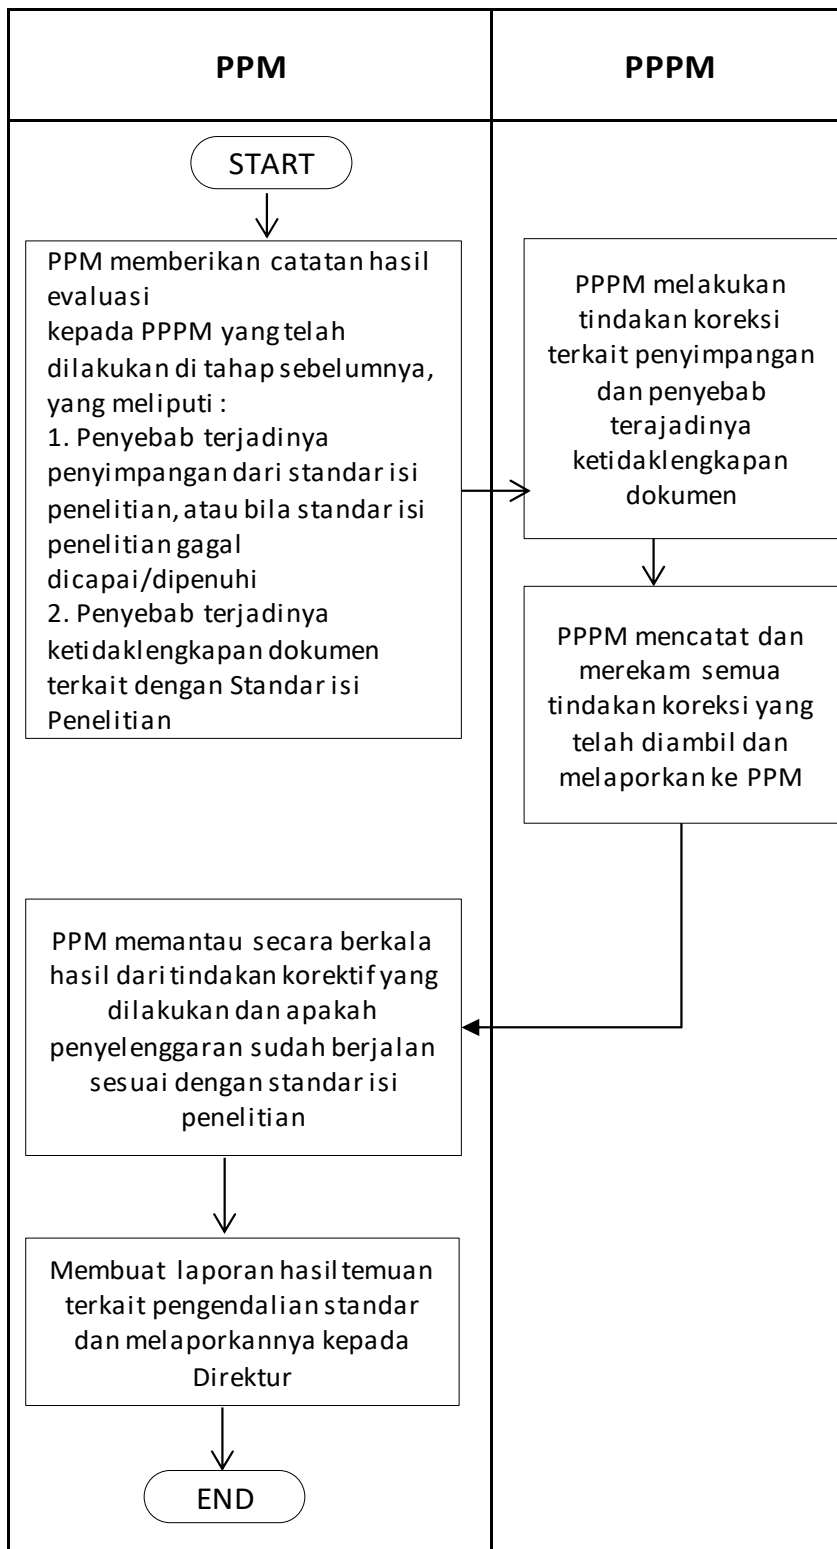 PPM
PPPM
START
PPM memberikan catatan hasil
evaluasi
kepada PPPM yang telah
dilakukan di tahap sebelumnya,
yang meliputi :
1. Penyebab terjadinya
penyimpangan dari standar isi
penelitian, atau bila standar isi
penelitian gagal
dicapai/dipenuhi
2. Penyebab terjadinya
ketidaklengkapan dokumen
terkait dengan Standar isi
Penelitian
PPPM melakukan
tindakan koreksi
terkait penyimpangan
dan penyebab
terajadinya
ketidaklengkapan
dokumen
PPPM mencatat dan
merekam semua
tindakan koreksi yang
telah diambil dan
melaporkan ke PPM
PPM memantau secara berkala
hasil dari tindakan korektif yang
dilakukan dan apakah
penyelenggaran sudah berjalan
sesuai dengan standar isi
penelitian
Membuat laporan hasil temuan
terkait pengendalian standar
dan melaporkannya kepada
Direktur
END